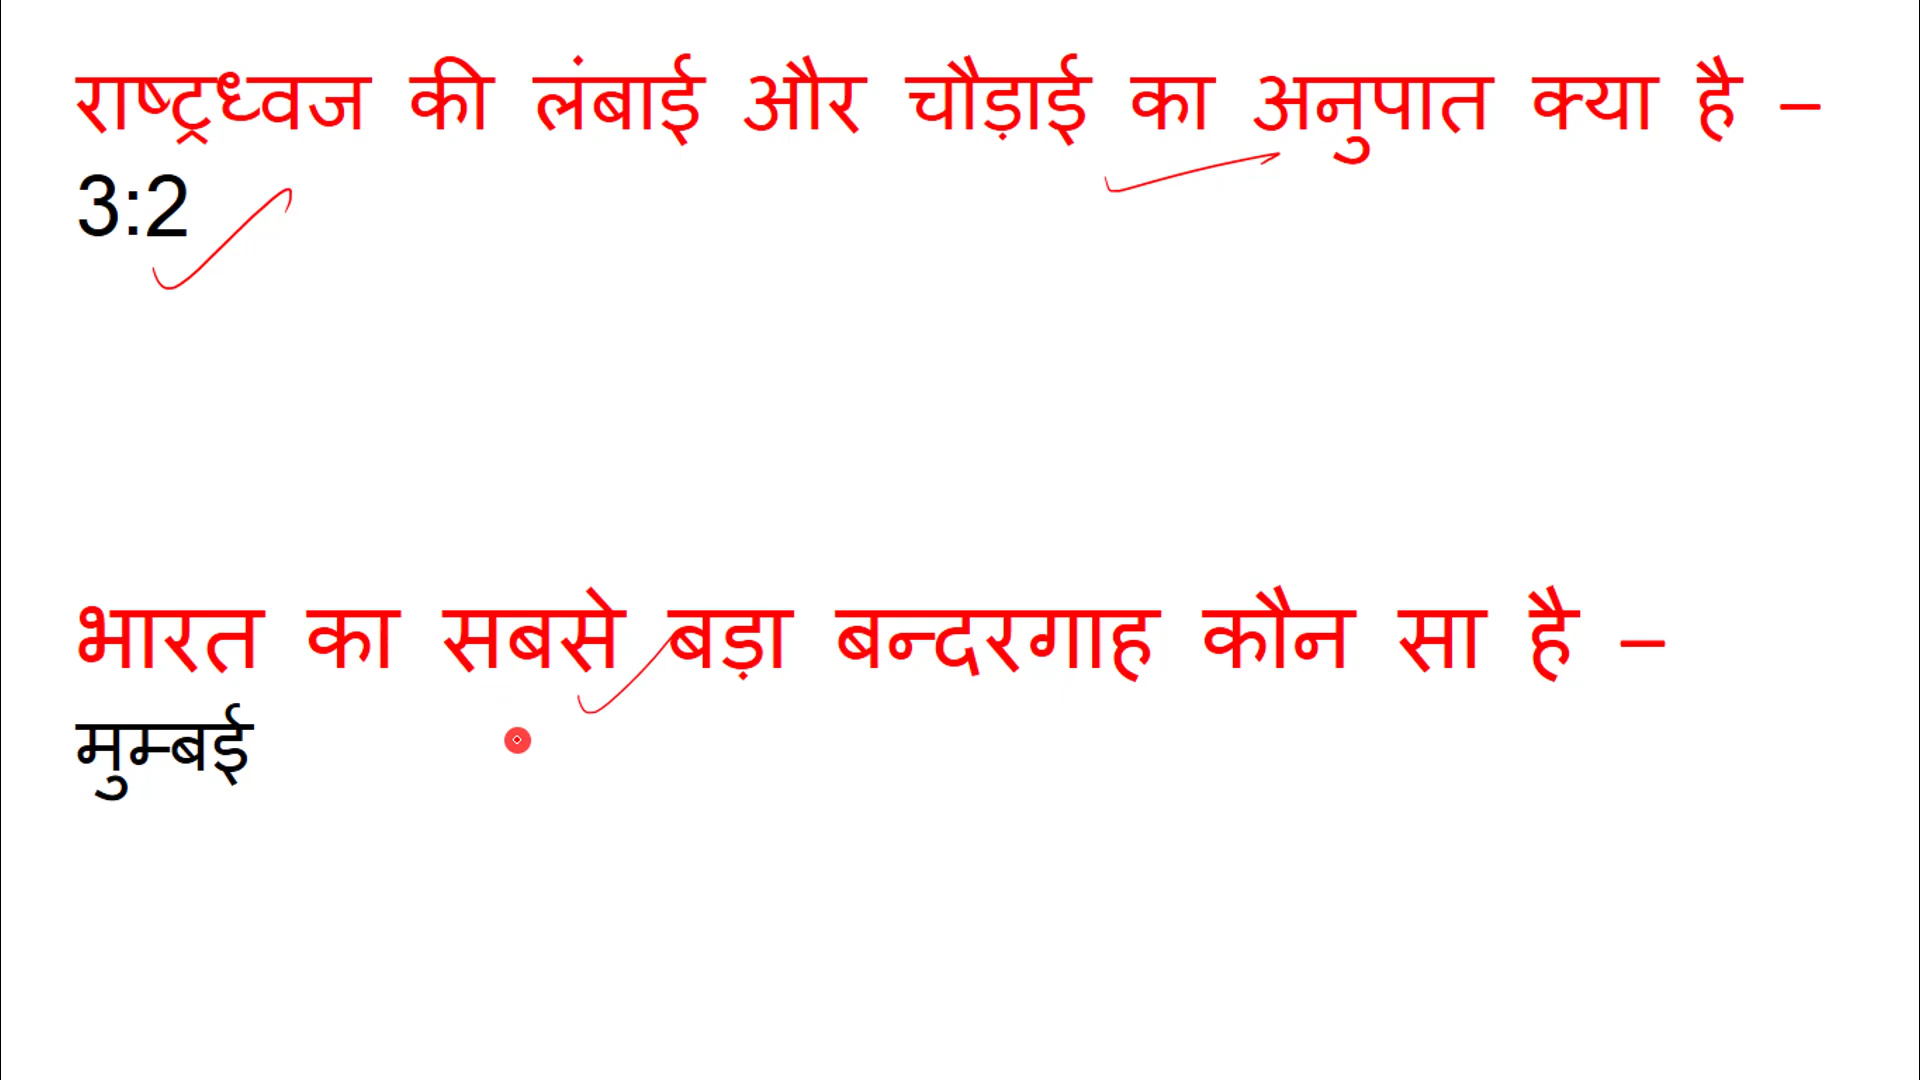 राष्ट्रध्वज की लंबाई और चौड़ाई का अनुपात क्या है –
3:2
भारत का सबसे बड़ा बन्दरगाह कौन सा है –
मुम्बई